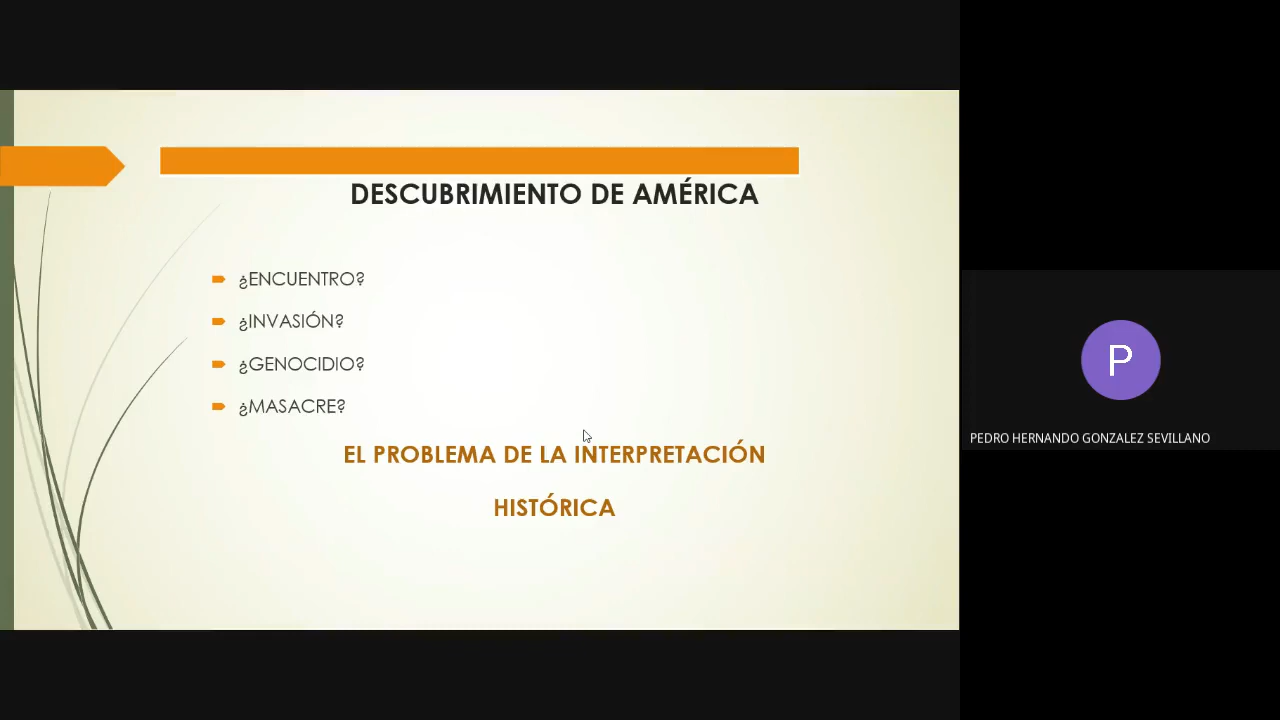 DESCUBRIMIENTO DE AMÉRICA
¿ENCUENTRO?
¿INVASIÓN?
¿GENOCIDIO?
¿MASACRE?
EL PROBLEMA DE LA INTERPRETACIÓN
HISTÓRICA
P
PEDRO HERNANDO GONZALEZ SEVILLANO